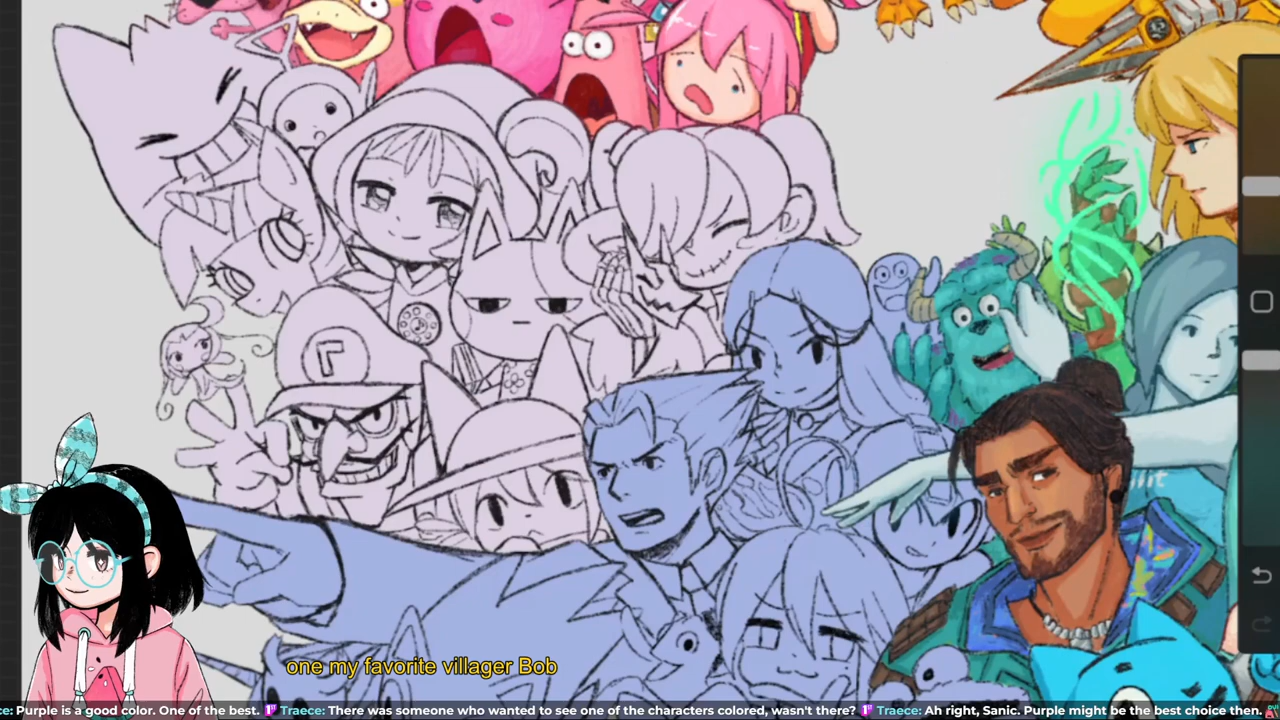 one my favorite villager Bob
ce: Purple is a good color. One of the best. 1st Traece: There was someone who wanted to see one of the characters colored, wasn't there? 1st Traece: Ah right, Sanic. Purple might be the best choice then.